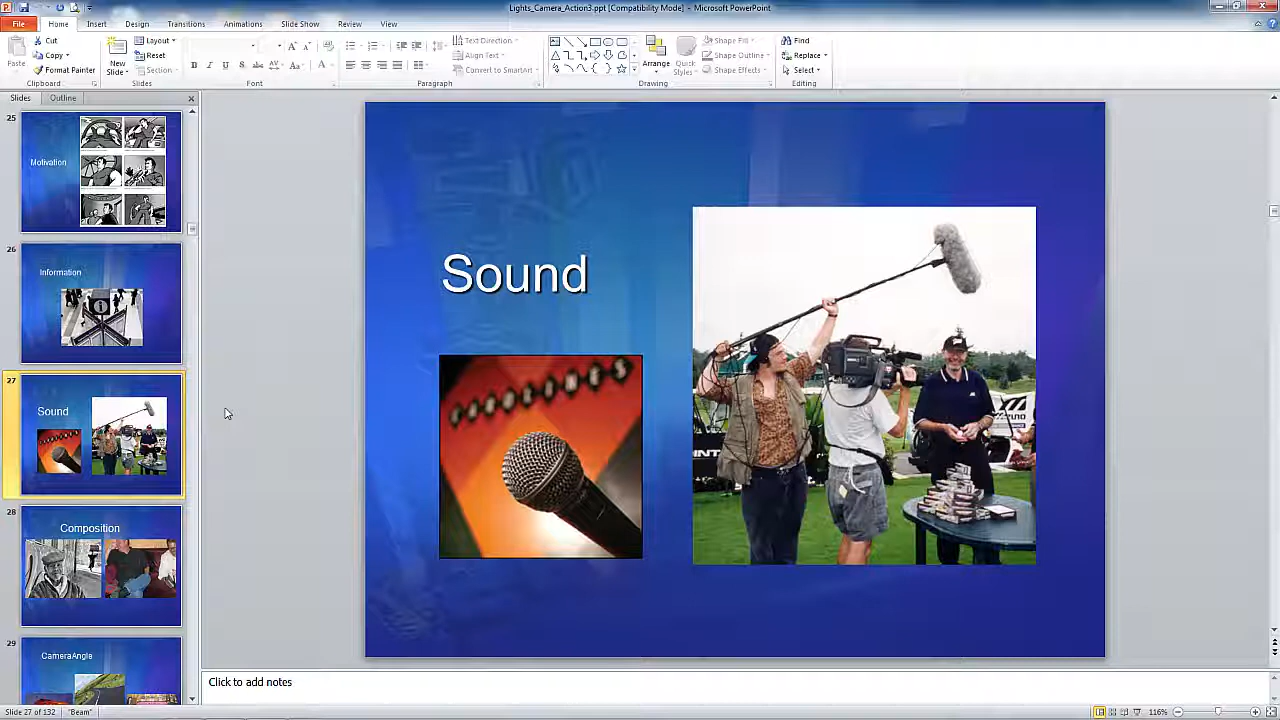 Lights_Camera_Action3.ppt [Compatibility Mode] – Microsoft PowerPoint
File Home Insert Design Transitions Animations Slide Show Review View
Paste
Cut
Copy
Format Painter
Clipboard
New Slide
Layout
Reset
Section
Slides
B I U S abc AV Aa A
Font
Text Direction
Align Text
Convert to SmartArt
Paragraph
Arrange
Quick Styles
Shape Fill
Shape Outline
Shape Effects
Drawing
Find
Replace
Select
Editing
Slides Outline
25
Motivation
26
Information
27
Sound
28
Composition
29
CameraAngle
Sound
Click to add notes
Slide 27 of 132 "Beam"
116%